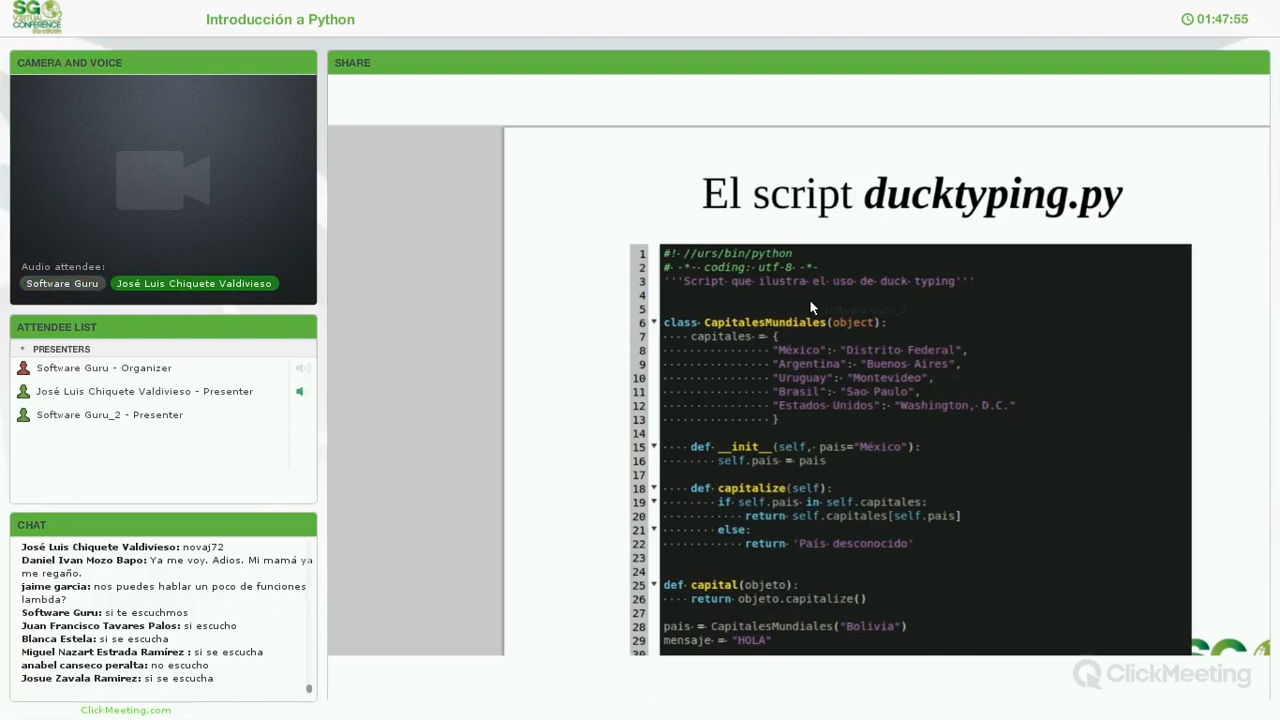 SG
VIRTUAL
CONFERENCE
Introducción a Python
01:47:55
CAMERA AND VOICE
Audio attendee:
Software Guru José Luis Chiquete Valdivieso
ATTENDEE LIST
PRESENTERS
Software Guru - Organizer
José Luis Chiquete Valdivieso - Presenter
Software Guru_2 - Presenter
CHAT
José Luis Chiquete Valdivieso: novaj72
Daniel Ivan Mozo Bapo: Ya me voy. Adios. Mi mamá ya
me regaño.
jaime garcia: nos puedes hablar un poco de funciones
lambda?
Software Guru: si te escuchmos
Juan Francisco Tavares Palos: si escucho
Blanca Estela: si se escucha
Miguel Nazart Estrada Ramírez : si se escucha
anabel canseco peralta: no escucho
Josue Zavala Ramirez: si se escucha
ClickMeeting.com
SHARE
El script ducktyping.py
1 #! //urs/bin/python
2 # -*- coding: utf-8 -*-
3 '''Script que ilustra el uso de duck typing'''
4
5
Software Guru_2
6 class CapitalesMundiales(object):
7 capitales = {
8 "México": "Distrito Federal",
9 "Argentina": "Buenos Aires",
10 "Uruguay": "Montevideo",
11 "Brasil": "Sao Paulo",
12 "Estados Unidos": "Washington, D.C."
13 }
14
15 def __init__(self, pais="México"):
16 self.pais = pais
17
18 def capitalize(self):
19 if self.pais in self.capitales:
20 return self.capitales[self.pais]
21 else:
22 return 'País desconocido'
23
24
25 def capital(objeto):
26 return objeto.capitalize()
27
28 pais = CapitalesMundiales("Bolivia")
29 mensaje = "HOLA"
30
SG
ClickMeeting